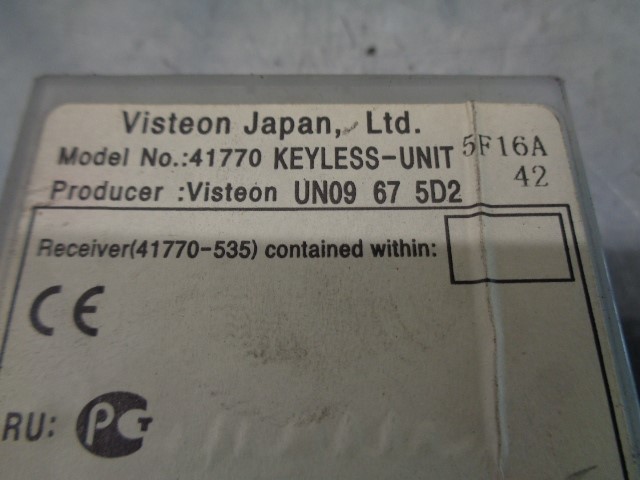 Visteon Japan, Ltd.
Model No.:41770 KEYLESS-UNIT 5F16A
Producer :Visteon UN09 67 5D2 42
Receiver(41770-535) contained within:
CE
RU: PCT